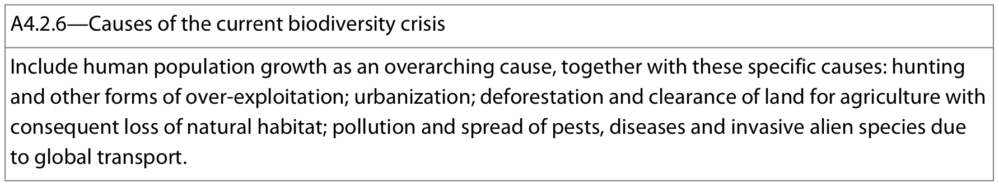 A4.2.6—Causes of the current biodiversity crisis
Include human population growth as an overarching cause, together with these specific causes: hunting
and other forms of over-exploitation; urbanization; deforestation and clearance of land for agriculture with
consequent loss of natural habitat; pollution and spread of pests, diseases and invasive alien species due
to global transport.